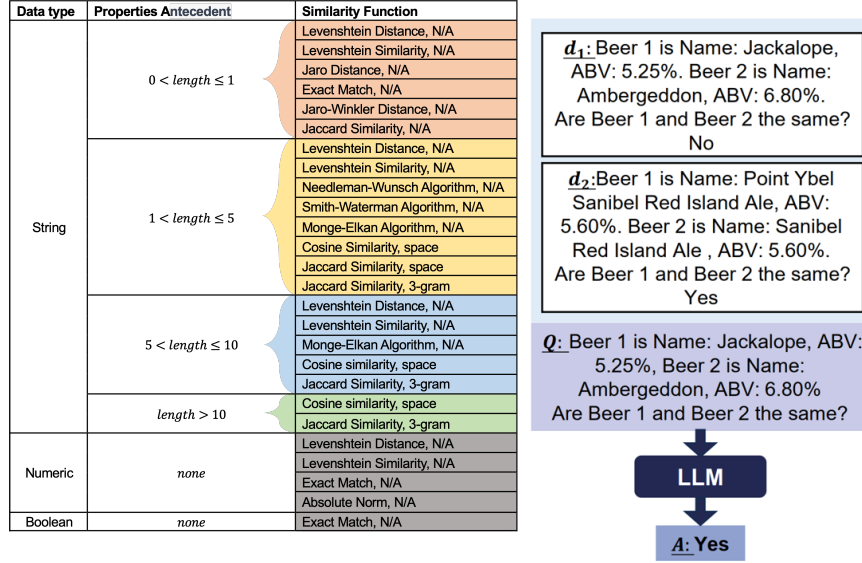 Data type Properties Antecedent Similarity Function
String
0 < length ≤ 1
Levenshtein Distance, N/A
Levenshtein Similarity, N/A
Jaro Distance, N/A
Exact Match, N/A
Jaro-Winkler Distance, N/A
Jaccard Similarity, N/A
1 < length ≤ 5
Levenshtein Distance, N/A
Levenshtein Similarity, N/A
Needleman-Wunsch Algorithm, N/A
Smith-Waterman Algorithm, N/A
Monge-Elkan Algorithm, N/A
Cosine Similarity, space
Jaccard Similarity, space
Jaccard Similarity, 3-gram
5 < length ≤ 10
Levenshtein Distance, N/A
Levenshtein Similarity, N/A
Monge-Elkan Algorithm, N/A
Cosine similarity, space
Jaccard Similarity, 3-gram
length > 10
Cosine similarity, space
Jaccard Similarity, 3-gram
Numeric
none
Levenshtein Distance, N/A
Levenshtein Similarity, N/A
Exact Match, N/A
Absolute Norm, N/A
Boolean none Exact Match, N/A
d₁: Beer 1 is Name: Jackalope,
ABV: 5.25%. Beer 2 is Name:
Ambergeddon, ABV: 6.80%.
Are Beer 1 and Beer 2 the same?
No
d₂:Beer 1 is Name: Point Ybel
Sanibel Red Island Ale, ABV:
5.60%. Beer 2 is Name: Sanibel
Red Island Ale , ABV: 5.60%.
Are Beer 1 and Beer 2 the same?
Yes
Q: Beer 1 is Name: Jackalope, ABV:
5.25%, Beer 2 is Name:
Ambergeddon, ABV: 6.80%
Are Beer 1 and Beer 2 the same?
LLM
A: Yes